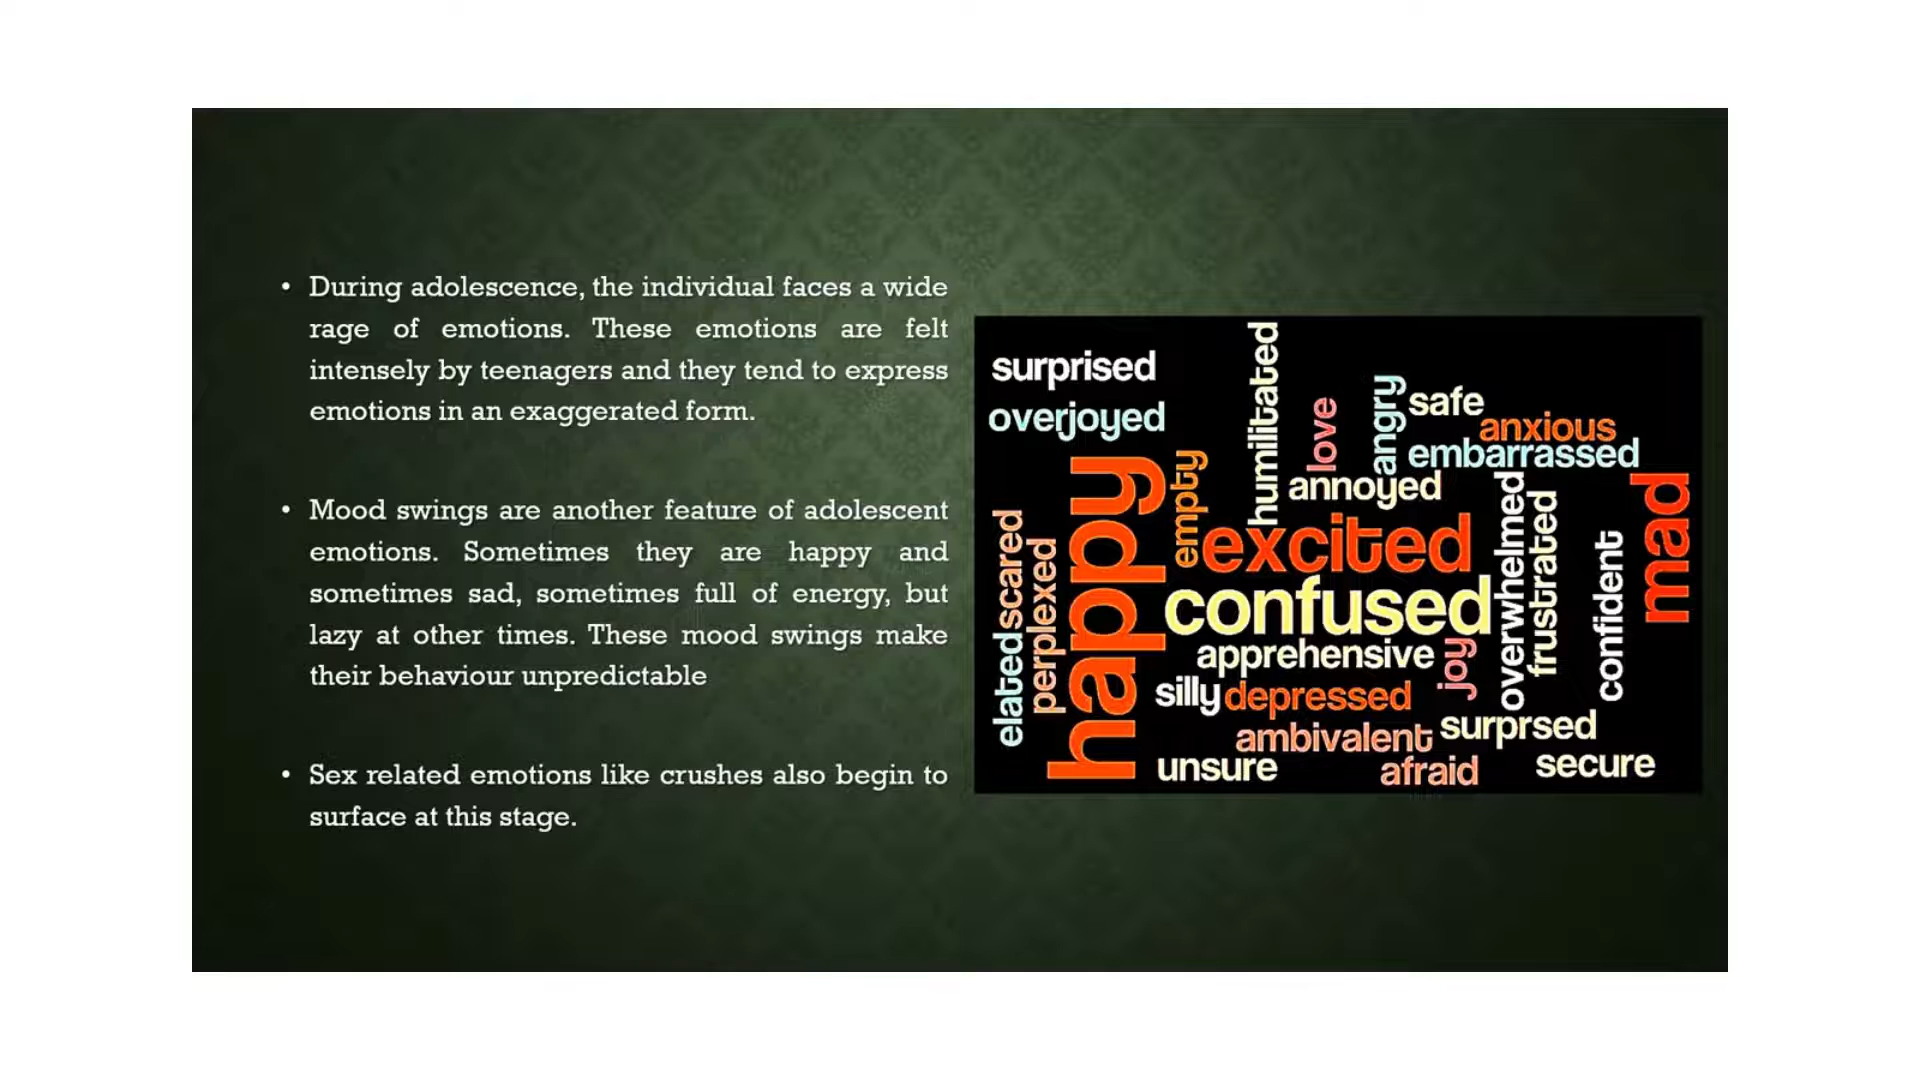 • During adolescence, the individual faces a wide
rage of emotions. These emotions are felt
intensely by teenagers and they tend to express
emotions in an exaggerated form.
• Mood swings are another feature of adolescent
emotions. Sometimes they are happy and
sometimes sad, sometimes full of energy, but
lazy at other times. These mood swings make
their behaviour unpredictable
• Sex related emotions like crushes also begin to
surface at this stage.
surprised
overjoyed
humilitated
love
angry
safe
anxious
embarrassed
annoyed
empty
happy
excited
confused
scared
elated
perplexed
overwhelmed
frustrated
confident
mad
apprehensive
joy
silly
depressed
ambivalent
surprsed
unsure
afraid
secure